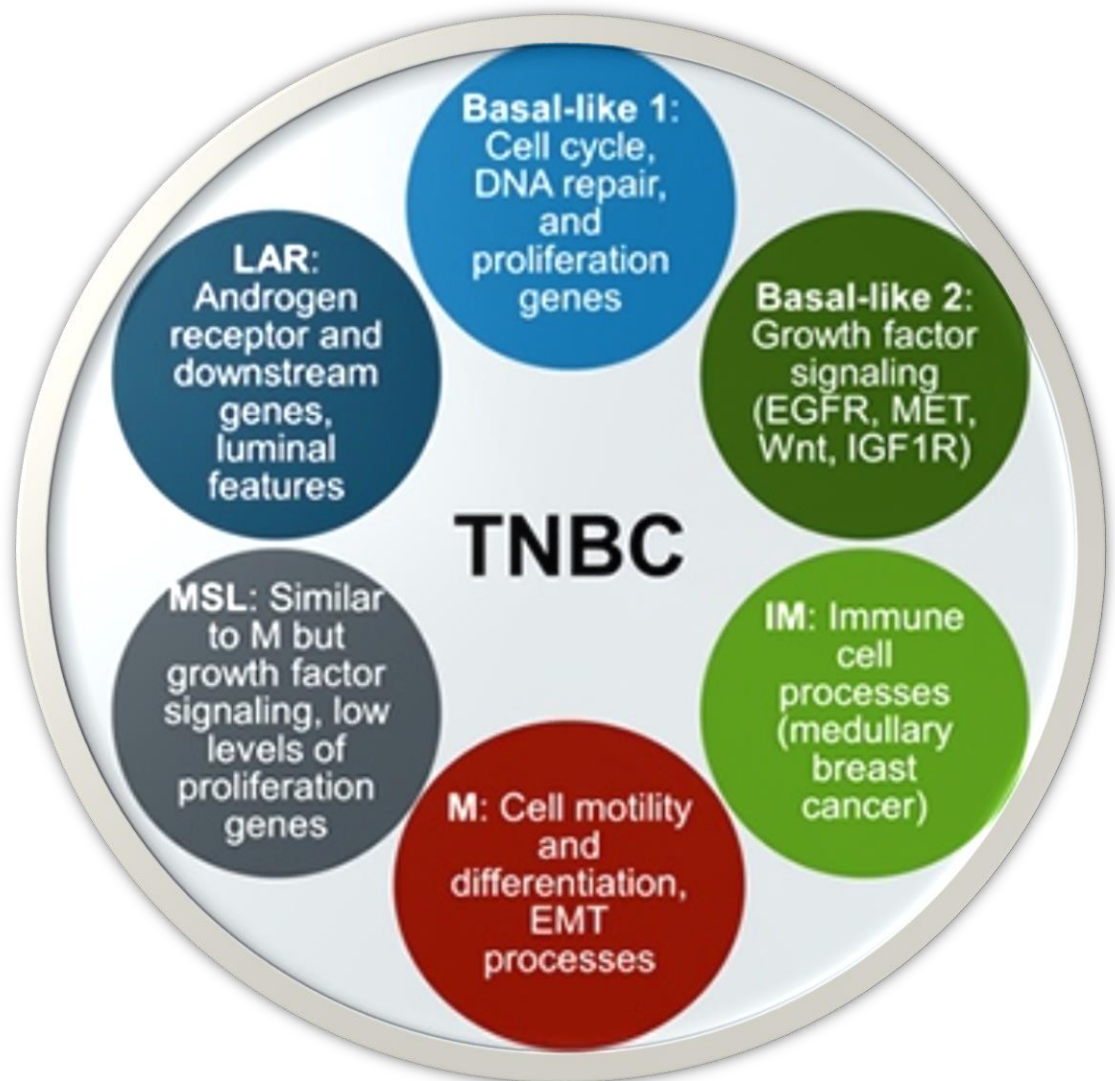 Basal-like 1:
Cell cycle,
DNA repair,
and
proliferation
genes
Basal-like 2:
Growth factor
signaling
(EGFR, MET,
Wnt, IGF1R)
IM: Immune
cell
processes
(medullary
breast
cancer)
M: Cell motility
and
differentiation,
EMT
processes
MSL: Similar
to M but
growth factor
signaling, low
levels of
proliferation
genes
LAR:
Androgen
receptor and
downstream
genes,
luminal
features
TNBC